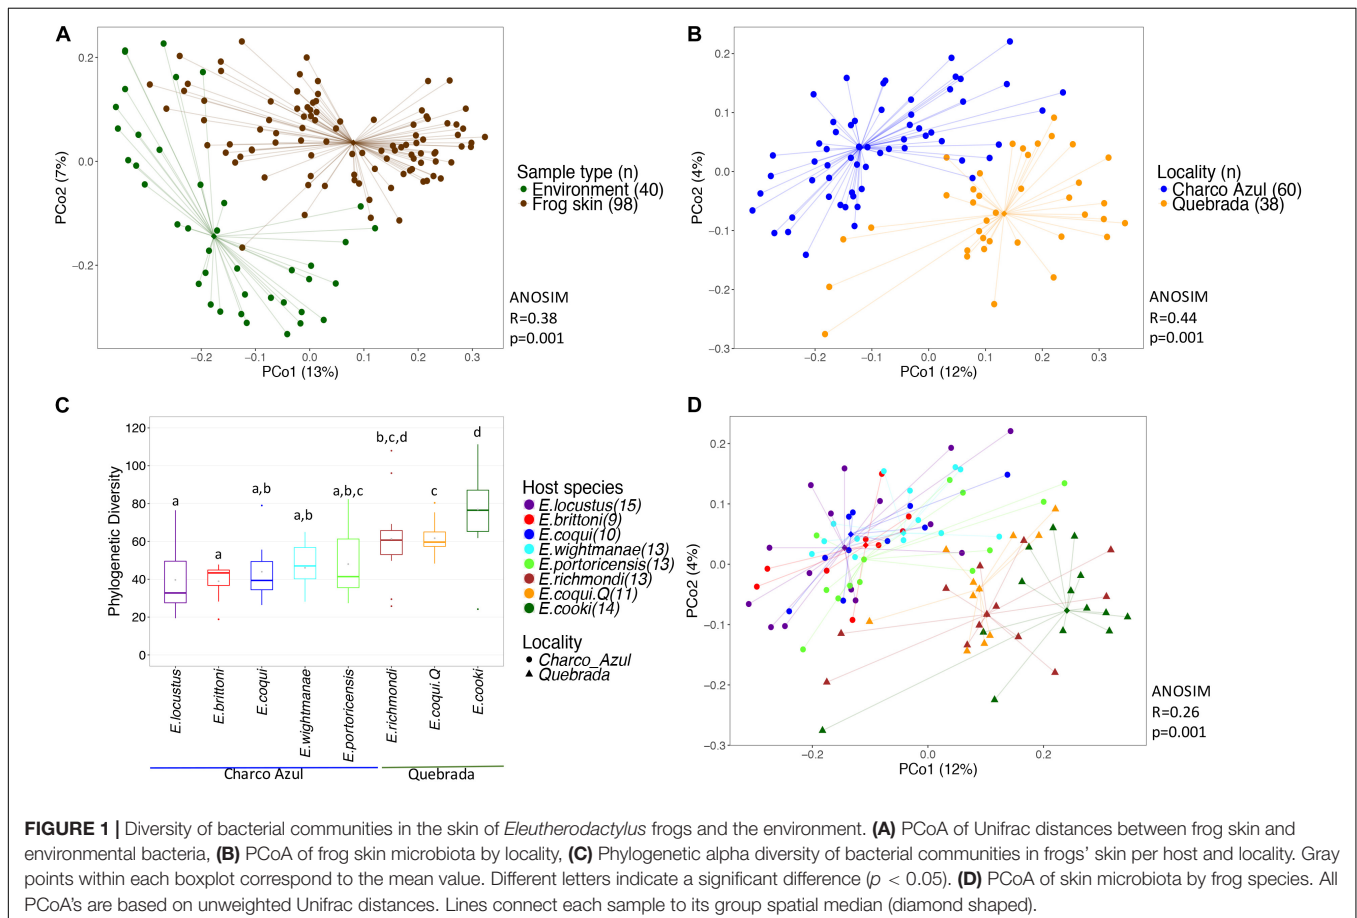 A
0.2
0.0
−0.2
PCo2 (7%)
−0.2 −0.1 0.0 0.1 0.2 0.3
PCo1 (13%)
Sample type (n)
Environment (40)
Frog skin (98)
ANOSIM
R=0.38
p=0.001
B
0.2
0.1
0.0
−0.1
−0.2
−0.3
PCo2 (4%)
−0.2 −0.1 0.0 0.1 0.2 0.3
PCo1 (12%)
Locality (n)
Charco Azul (60)
Quebrada (38)
ANOSIM
R=0.44
p=0.001
C
120
100
80
60
40
20
0
Phylogenetic Diversity
a
a
a,b
a,b
a,b,c
b,c,d
c
d
E.locustus
E.brittoni
E.coqui
E.wightmanae
E.portoricensis
E.richmondi
E.coqui.Q
E.cooki
Charco Azul
Quebrada
Host species
E.locustus(15)
E.brittoni(9)
E.coqui(10)
E.wightmanae(13)
E.portoricensis(13)
E.richmondi(13)
E.coqui.Q(11)
E.cooki(14)
Locality
Charco_Azul
Quebrada
D
0.2
0.1
0.0
−0.1
−0.2
−0.3
PCo2 (4%)
−0.2 0.0 0.2
PCo1 (12%)
ANOSIM
R=0.26
p=0.001
FIGURE 1 | Diversity of bacterial communities in the skin of Eleutherodactylus frogs and the environment. (A) PCoA of Unifrac distances between frog skin and
environmental bacteria, (B) PCoA of frog skin microbiota by locality, (C) Phylogenetic alpha diversity of bacterial communities in frogs' skin per host and locality. Gray
points within each boxplot correspond to the mean value. Different letters indicate a significant difference (p < 0.05). (D) PCoA of skin microbiota by frog species. All
PCoA's are based on unweighted Unifrac distances. Lines connect each sample to its group spatial median (diamond shaped).